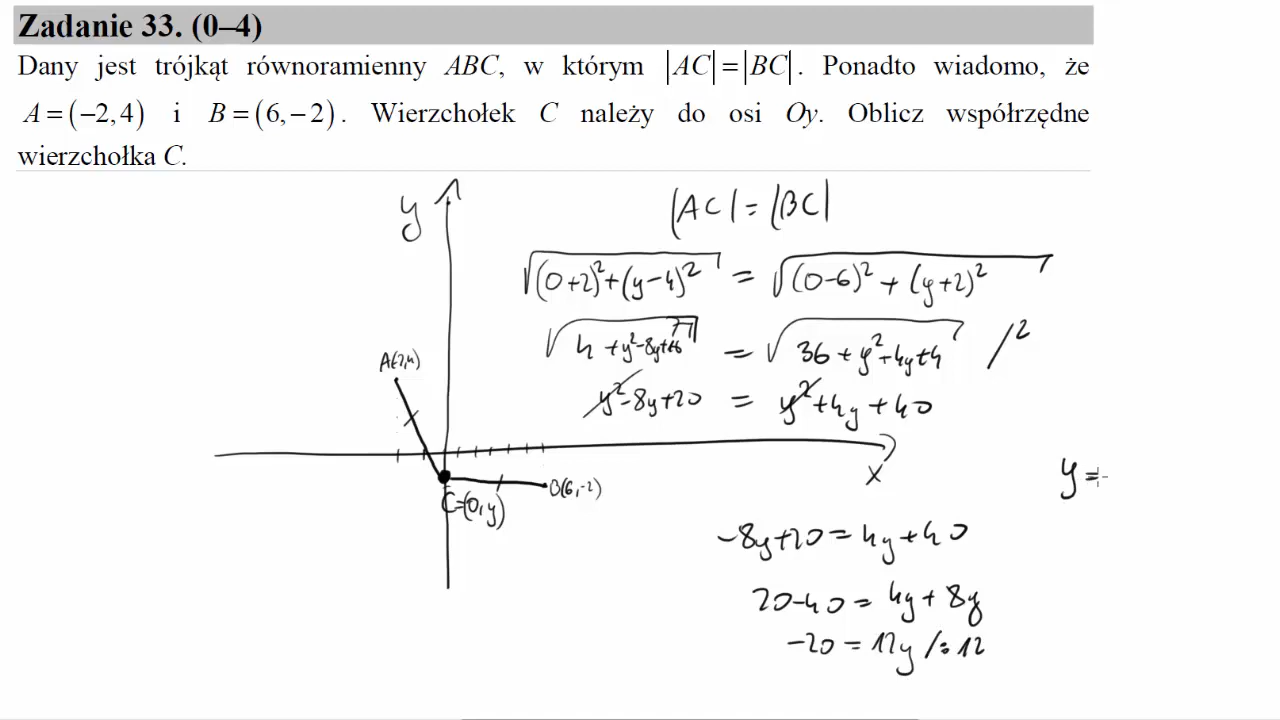 Zadanie 33. (0–4)
Dany jest trójkąt równoramienny ABC, w którym |AC| = |BC|. Ponadto wiadomo, że
A = (−2, 4) i B = (6, −2). Wierzchołek C należy do osi Oy. Oblicz współrzędne
wierzchołka C.
y
|AC| = |BC|
√(0+2)²+(y−4)² = √(0−6)² + (y+2)²
√4 + y²−8y+16 = √36 + y²+4y+4 /²
A(-2,4)
y²−8y+20 = y²+4y+40
x
y=-
B(6,-2)
C=(0,y)
−8y+20 = 4y+40
20−40 = 4y+8y
−20 = 12y /:12